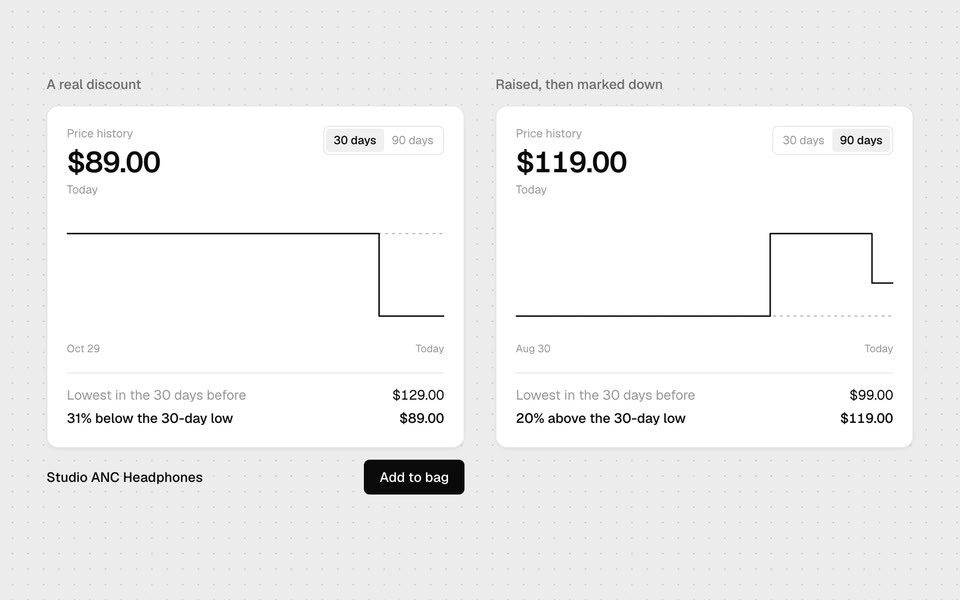 A real discount
Price history
30 days 90 days
$89.00
Today
Oct 29 Today
Lowest in the 30 days before $129.00
31% below the 30-day low $89.00
Studio ANC Headphones Add to bag
Raised, then marked down
Price history
30 days 90 days
$119.00
Today
Aug 30 Today
Lowest in the 30 days before $99.00
20% above the 30-day low $119.00